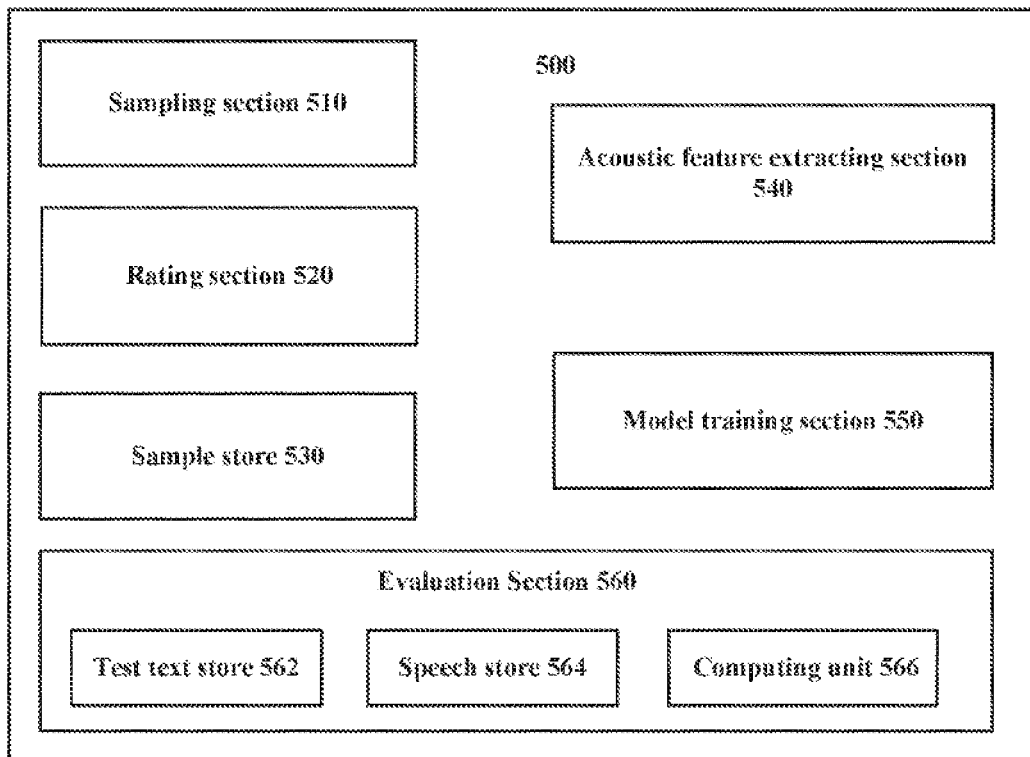 500
Sampling section 510
Acoustic feature extracting section
540
Rating section 520
Model training section 550
Sample store 530
Evaluation Section 560
Test text store 562
Speech store 564
Computing unit 566